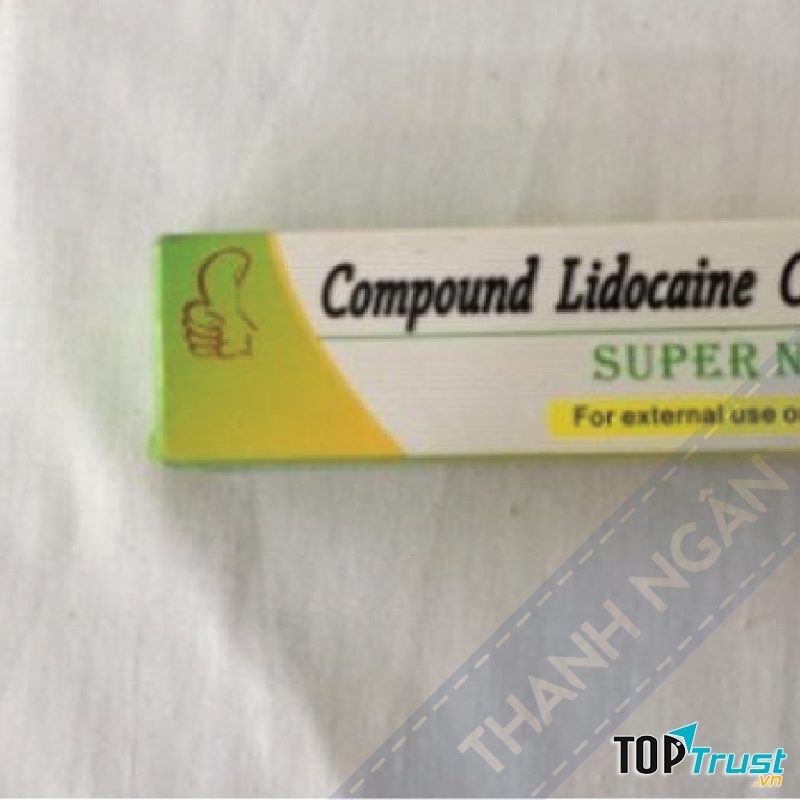 Compound Lidocaine C
SUPER N
For external use o
THANH NGÂN
TOPTrust
.vn